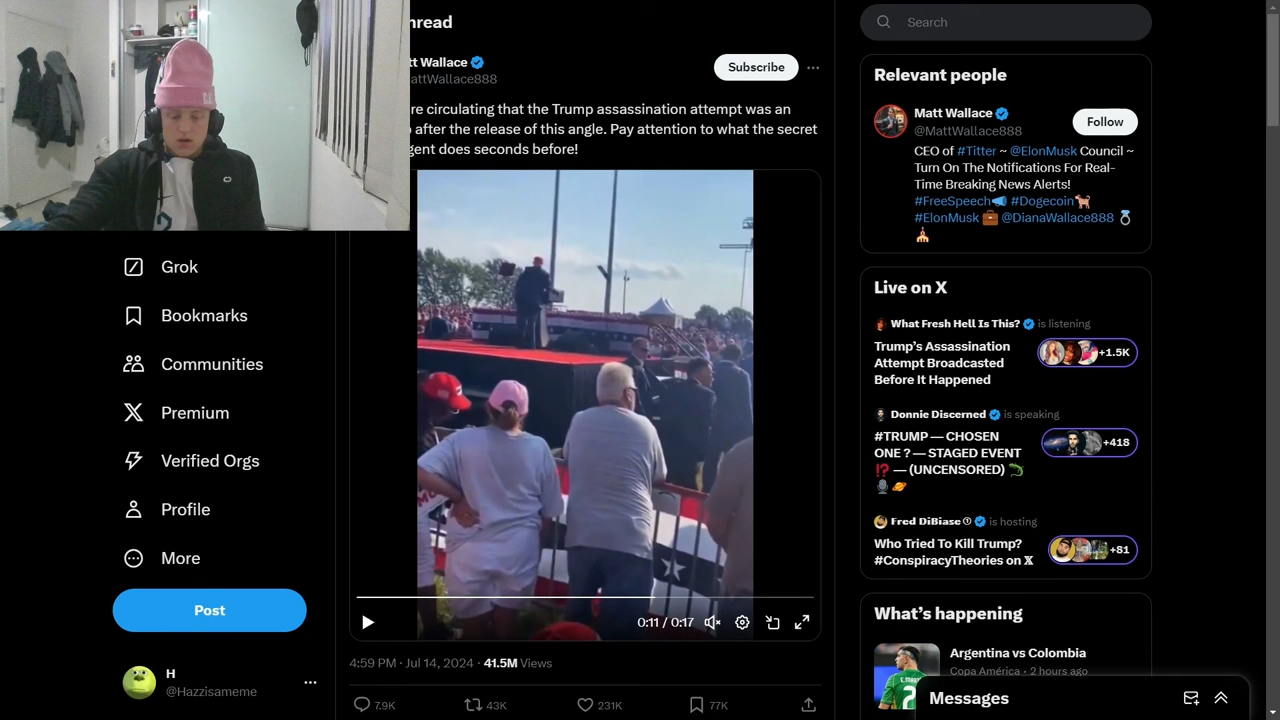 hread
tt Wallace
attWallace888
Subscribe
re circulating that the Trump assassination attempt was an
after the release of this angle. Pay attention to what the secret
gent does seconds before!
0:11 / 0:17
4:59 PM · Jul 14, 2024 · 41.5M Views
7.9K
43K
231K
77K
Grok
Bookmarks
Communities
Premium
Verified Orgs
Profile
More
Post
H
@Hazzisameme
Search
Relevant people
Matt Wallace
@MattWallace888
Follow
CEO of #Titter ~ @ElonMusk Council ~
Turn On The Notifications For Real-
Time Breaking News Alerts!
#FreeSpeech #Dogecoin
#ElonMusk @DianaWallace888
Live on X
What Fresh Hell Is This? is listening
Trump's Assassination
Attempt Broadcasted
Before It Happened
+1.5K
Donnie Discerned is speaking
#TRUMP — CHOSEN
ONE ? — STAGED EVENT
⁉️ — (UNCENSORED)
+418
Fred DiBiase is hosting
Who Tried To Kill Trump?
#ConspiracyTheories on X
+81
What's happening
Argentina vs Colombia
Copa América · 2 hours ago
Messages